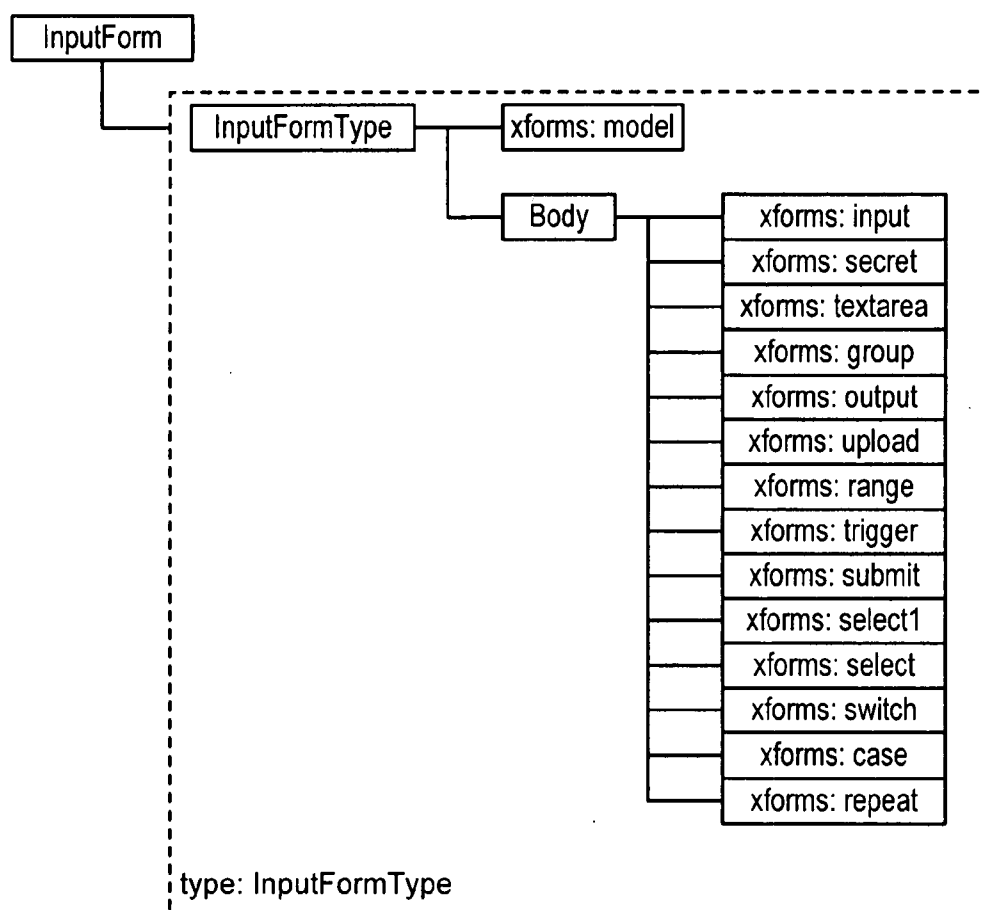 InputForm
InputFormType
xforms: model
Body
xforms: input
xforms: secret
xforms: textarea
xforms: group
xforms: output
xforms: upload
xforms: range
xforms: trigger
xforms: submit
xforms: select1
xforms: select
xforms: switch
xforms: case
xforms: repeat
type: InputFormType